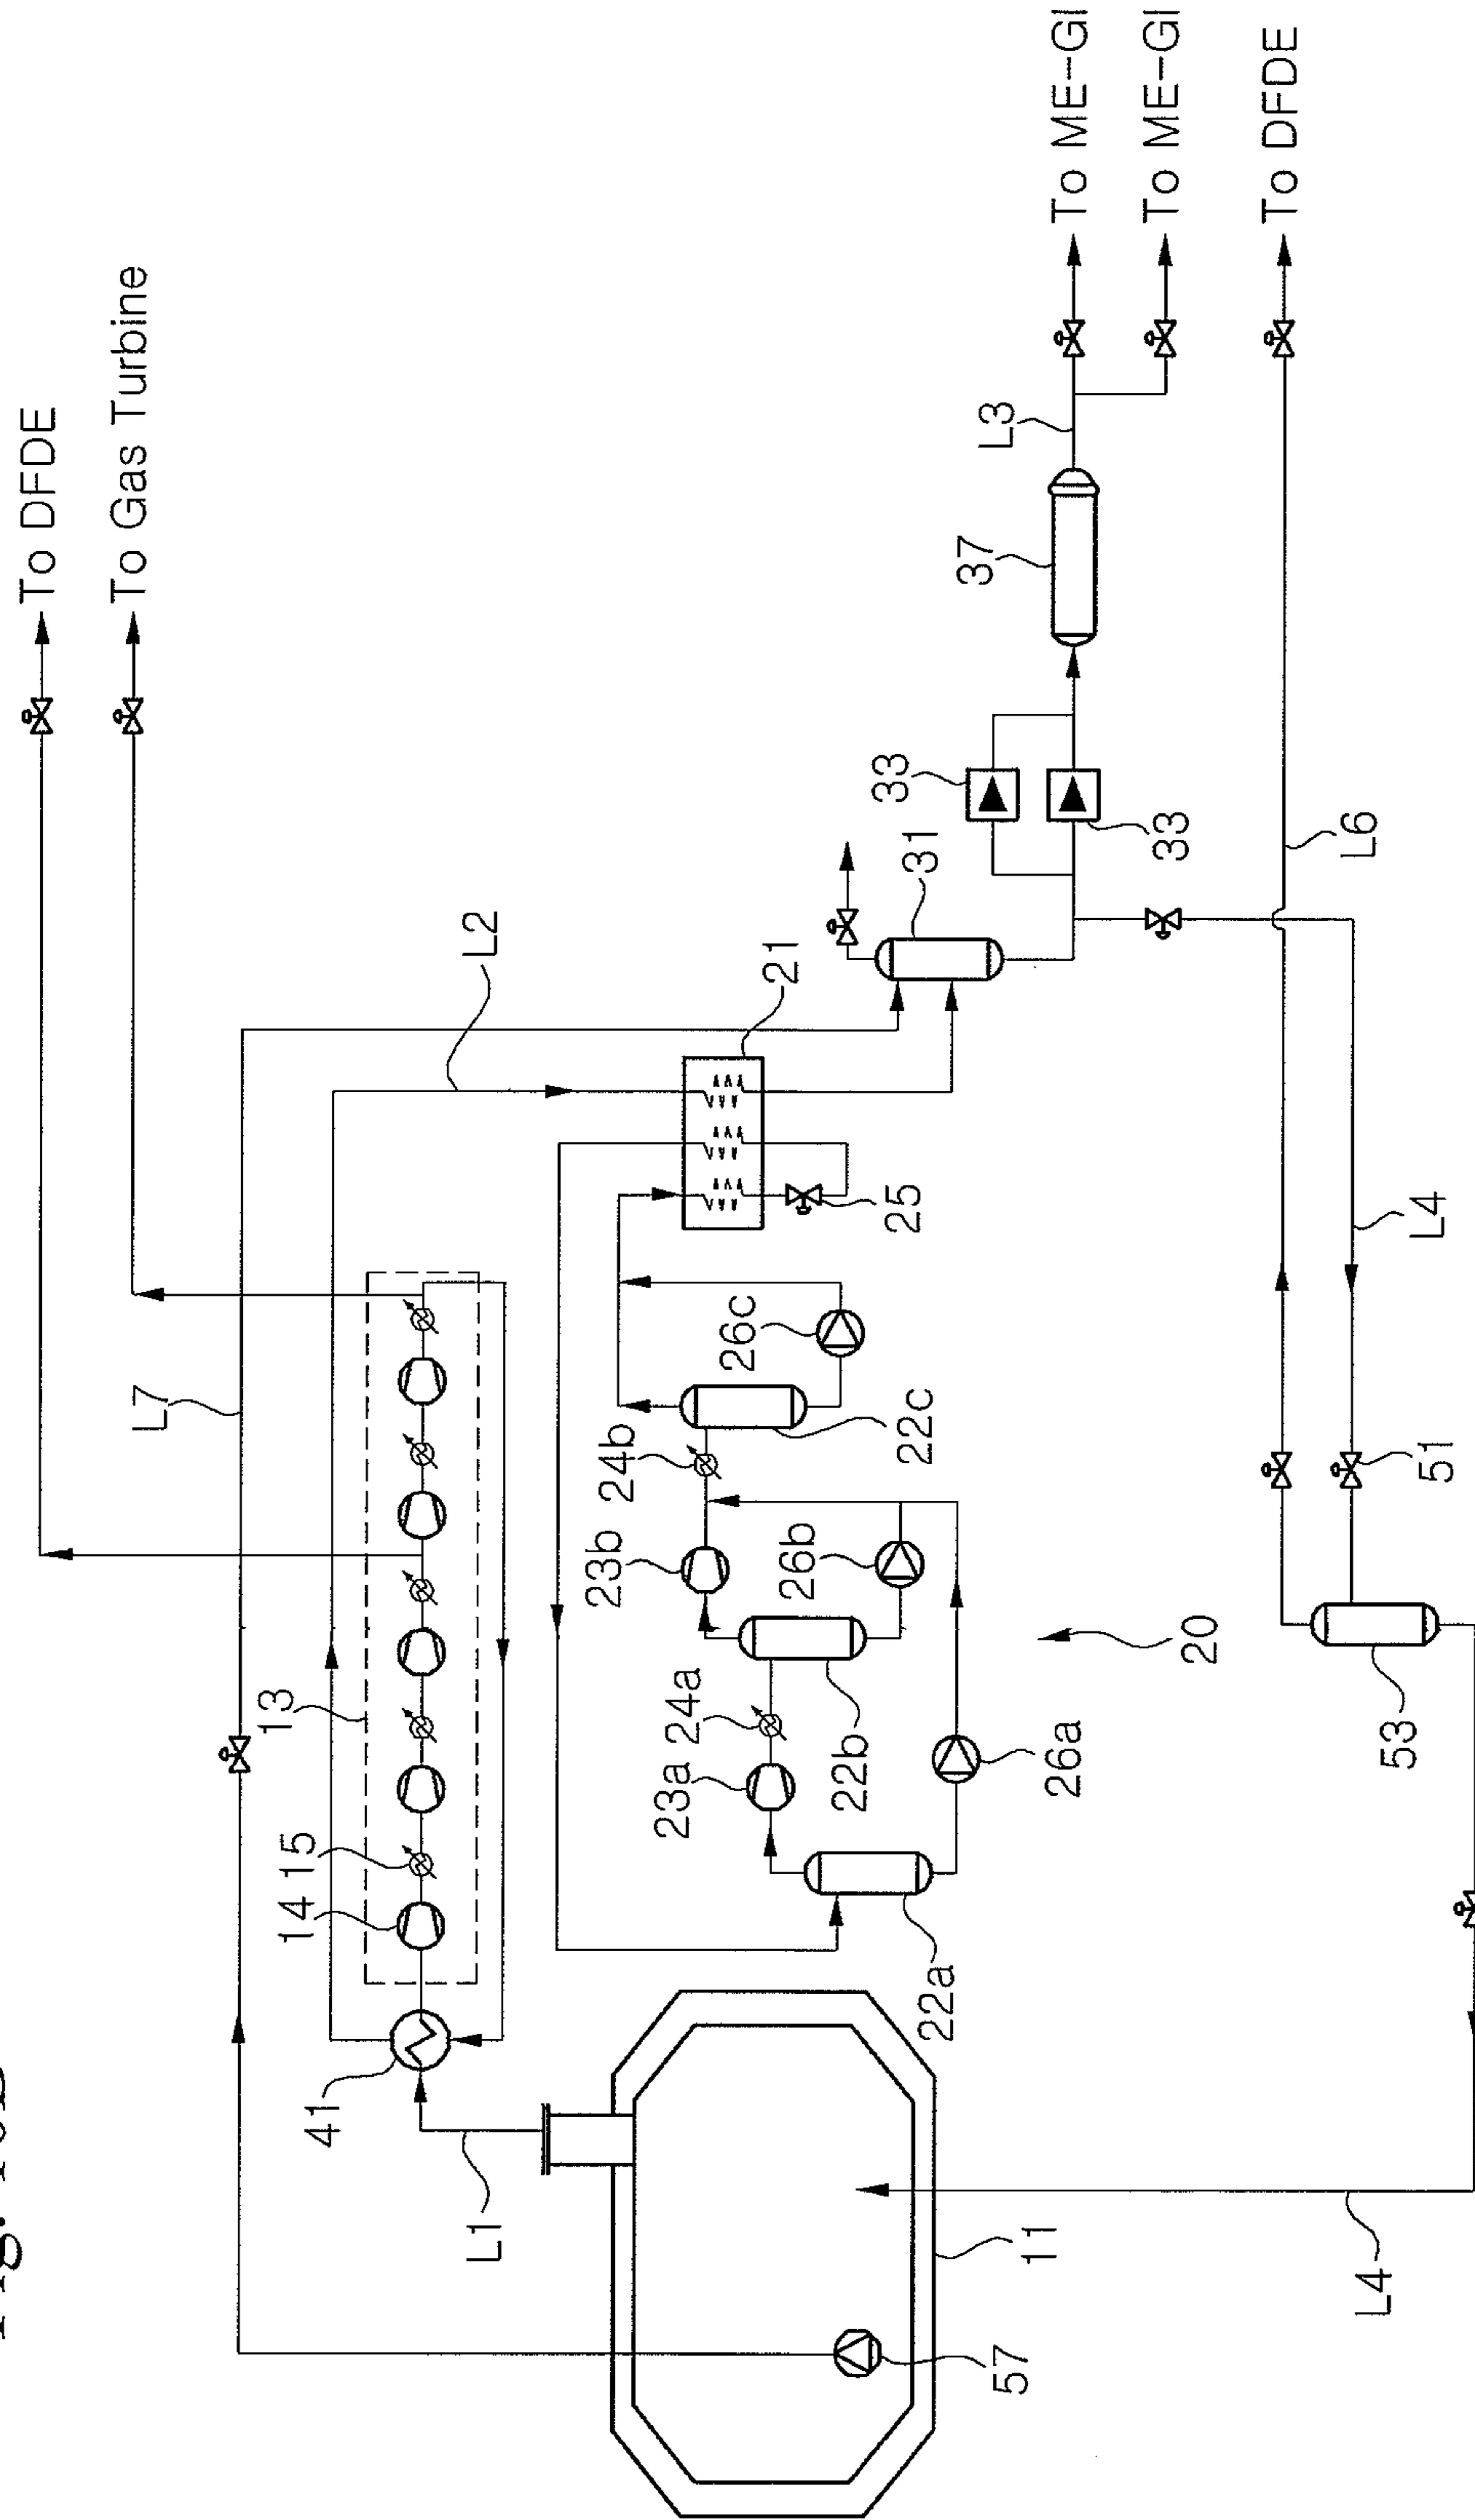 To DFDE
To Gas Turbine
L7
13
14
15
41
L1
L2
21
25
26c
24b
22c
23b
26b
24a
23a
22b
26a
22a
20
31
33
33
37
L3
To ME-GI
To ME-GI
To DFDE
L6
L4
51
53
11
57
L4